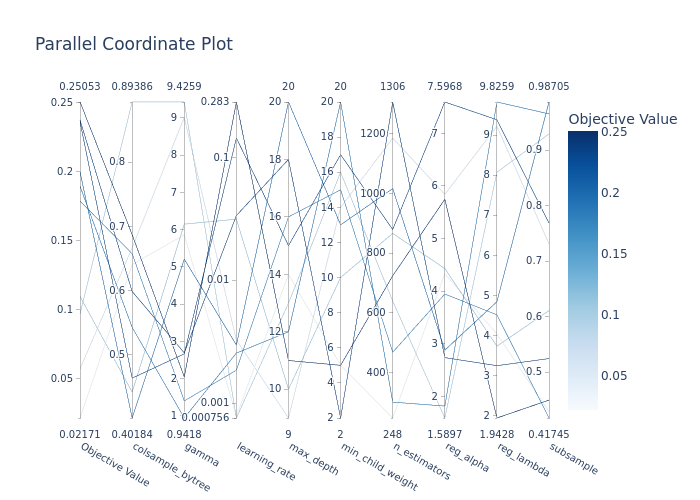 Parallel Coordinate Plot
0.25053 0.89386 9.4259 20 20 1306 7.5968 9.8259 0.98705
Objective Value
0.25 0.2 0.15 0.1 0.05
0.8 0.7 0.6 0.5
9 8 7 6 5 4 3 2 1
0.283 0.1 0.01 0.001 0.000756
20 18 16 14 12 10
20 18 16 14 12 10 8 6 4 2
1200 1000 800 600 400
7 6 5 4 3 2
9 8 7 6 5 4 3 2
0.9 0.8 0.7 0.6 0.5
0.25
0.2
0.15
0.1
0.05
0.02171 0.40184 0.9418 9 2 248 1.5897 1.9428 0.41745
Objective Value
colsample_bytree
gamma
learning_rate
max_depth
min_child_weight
n_estimators
reg_alpha
reg_lambda
subsample